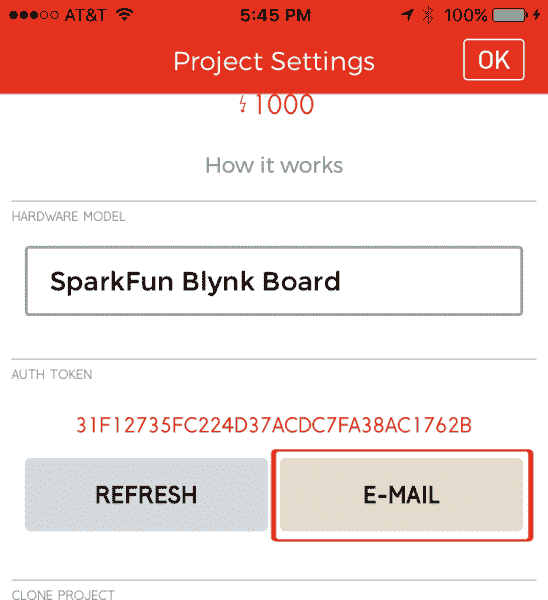 AT&T 5:45 PM 100%
Project Settings OK
1000
How it works
HARDWARE MODEL
SparkFun Blynk Board
AUTH TOKEN
31F12735FC224D37ACDC7FA38AC1762B
REFRESH E-MAIL
CLONE PROJECT